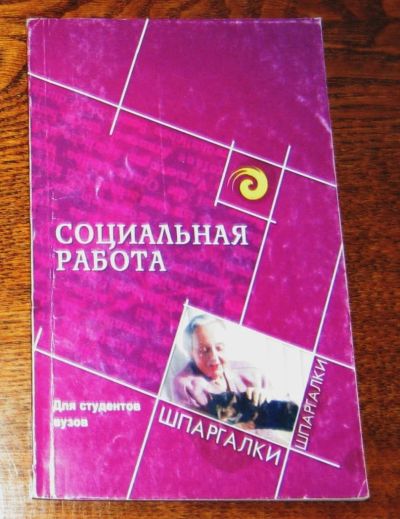 СОЦИАЛЬНАЯ
РАБОТА
Для студентов
вузов
ШПАРГАЛКИ
ШПАРГАЛКИ